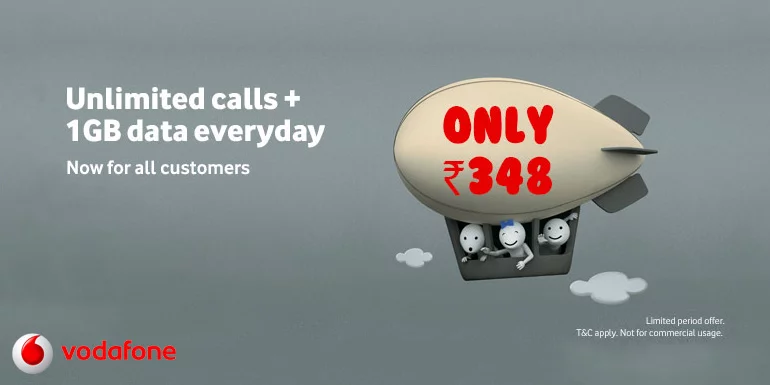 Unlimited calls +
1GB data everyday
Now for all customers
ONLY
₹348
Limited period offer.
T&C apply. Not for commercial usage.
vodafone